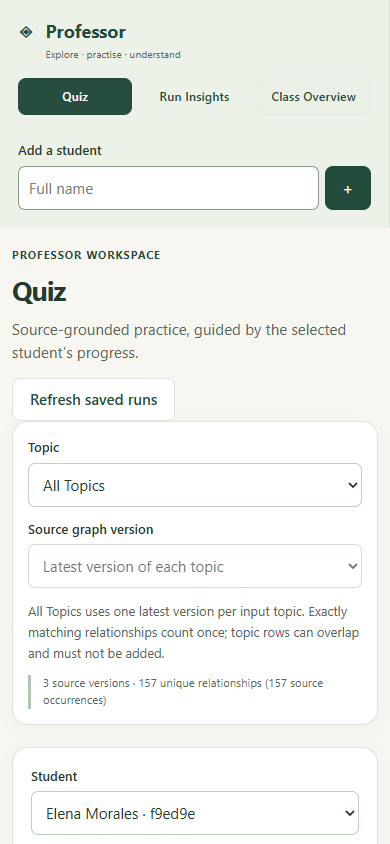 Professor
Explore · practise · understand
Quiz
Run Insights
Class Overview
Add a student
Full name
+
PROFESSOR WORKSPACE
Quiz
Source-grounded practice, guided by the selected
student’s progress.
Refresh saved runs
Topic
All Topics
Source graph version
Latest version of each topic
All Topics uses one latest version per input topic. Exactly
matching relationships count once; topic rows can overlap
and must not be added.
3 source versions · 157 unique relationships (157 source
occurrences)
Student
Elena Morales · f9ed9e